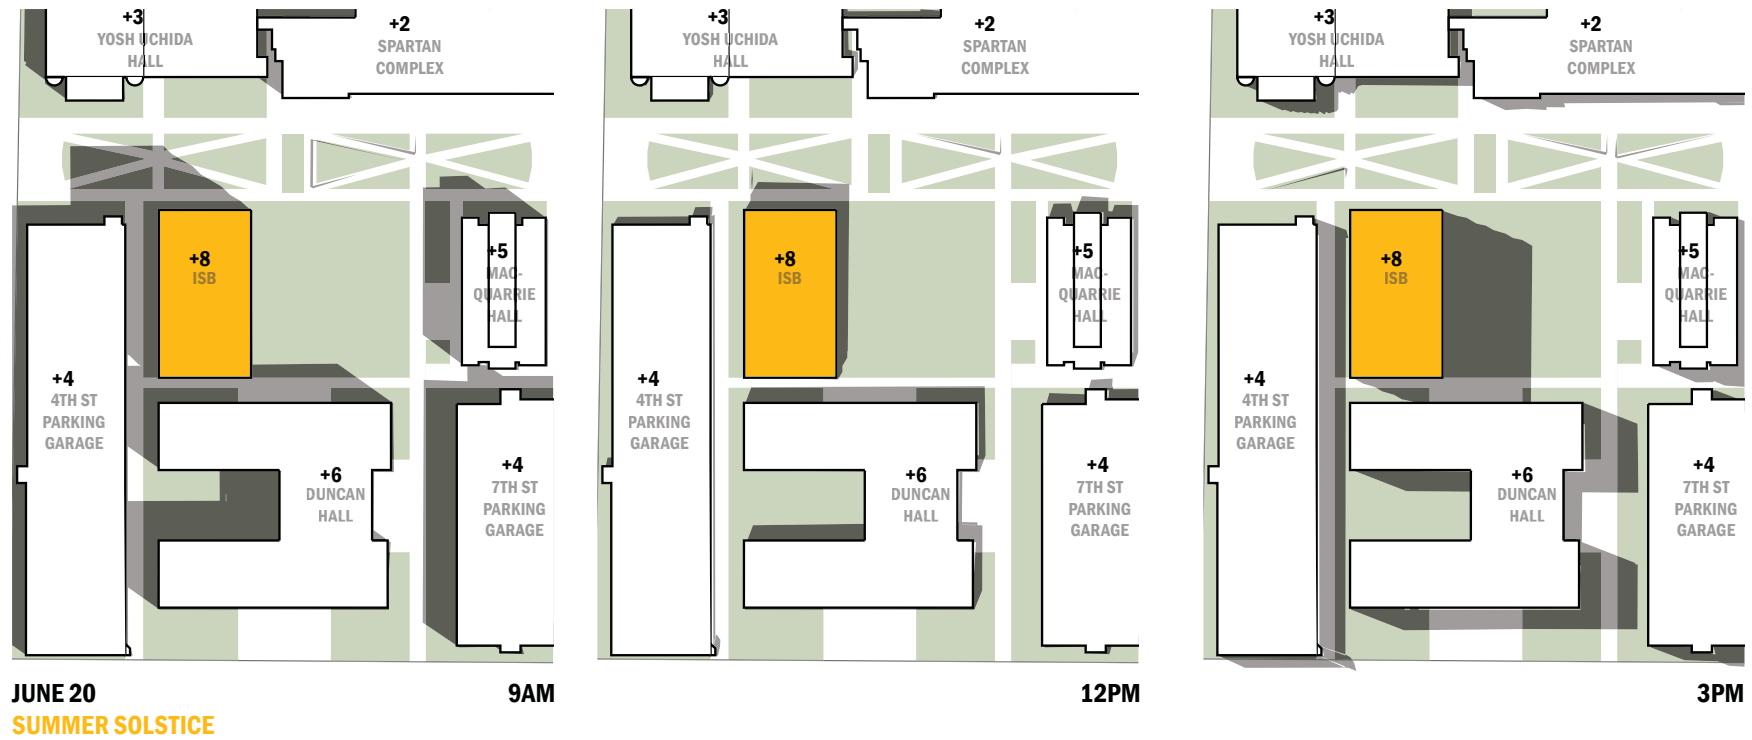 +3
YOSH UCHIDA
HALL
+2
SPARTAN
COMPLEX
+8
ISB
+5
MAC-
QUARRIE
HALL
+4
4TH ST
PARKING
GARAGE
+6
DUNCAN
HALL
+4
7TH ST
PARKING
GARAGE
JUNE 20
9AM
SUMMER SOLSTICE
+3
YOSH UCHIDA
HALL
+2
SPARTAN
COMPLEX
+8
ISB
+5
MAC-
QUARRIE
HALL
+4
4TH ST
PARKING
GARAGE
+6
DUNCAN
HALL
+4
7TH ST
PARKING
GARAGE
12PM
+3
YOSH UCHIDA
HALL
+2
SPARTAN
COMPLEX
+8
ISB
+5
MAC-
QUARRIE
HALL
+4
4TH ST
PARKING
GARAGE
+6
DUNCAN
HALL
+4
7TH ST
PARKING
GARAGE
3PM